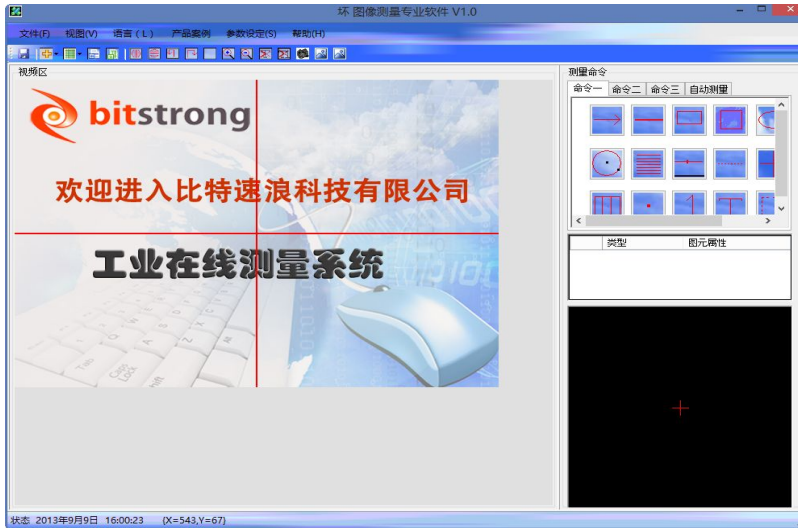 坏 图像测量专业软件 V1.0
文件(F) 视图(V) 语言 ( L ) 产品案例 参数设定(S) 帮助(H)
视频区
测量命令
命令一 命令二 命令三 自动测量
bitstrong
欢迎进入比特速浪科技有限公司
工业在线测量系统
类型 图元属性
Tab
Caps Lock
Shift
状态 2013年9月9日 16:00:23 (X=543,Y=67)